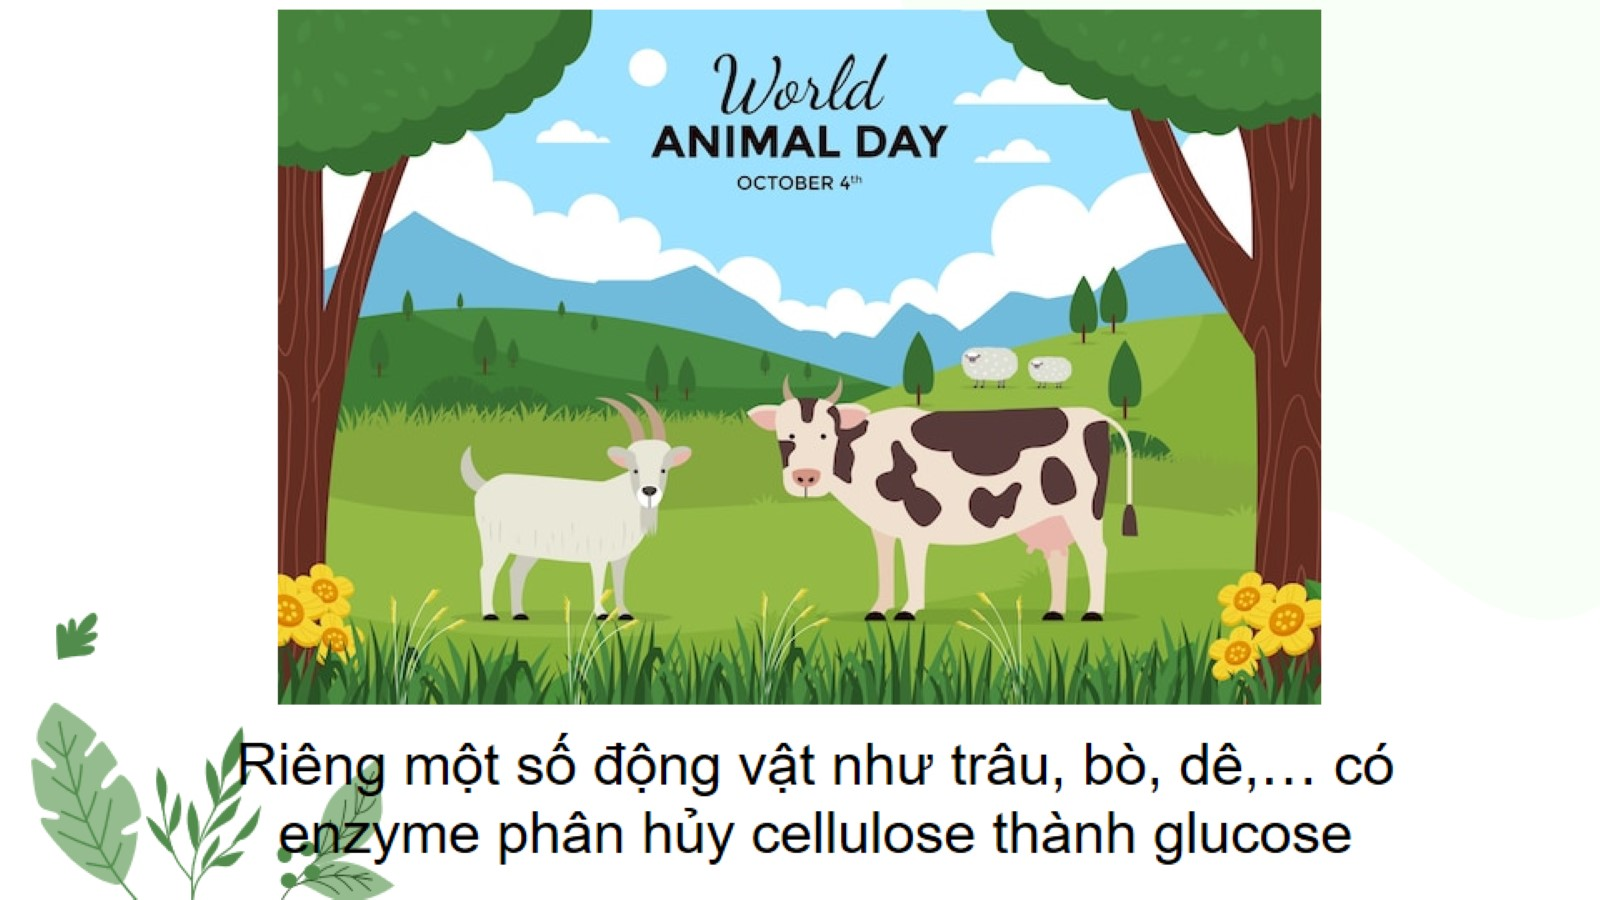 World
ANIMAL DAY
OCTOBER 4th
Riêng một số động vật như trâu, bò, dê,… có
enzyme phân hủy cellulose thành glucose